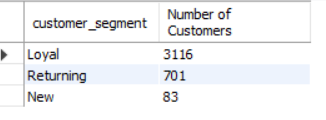 customer_segment Number of Customers
Loyal 3116
Returning 701
New 83